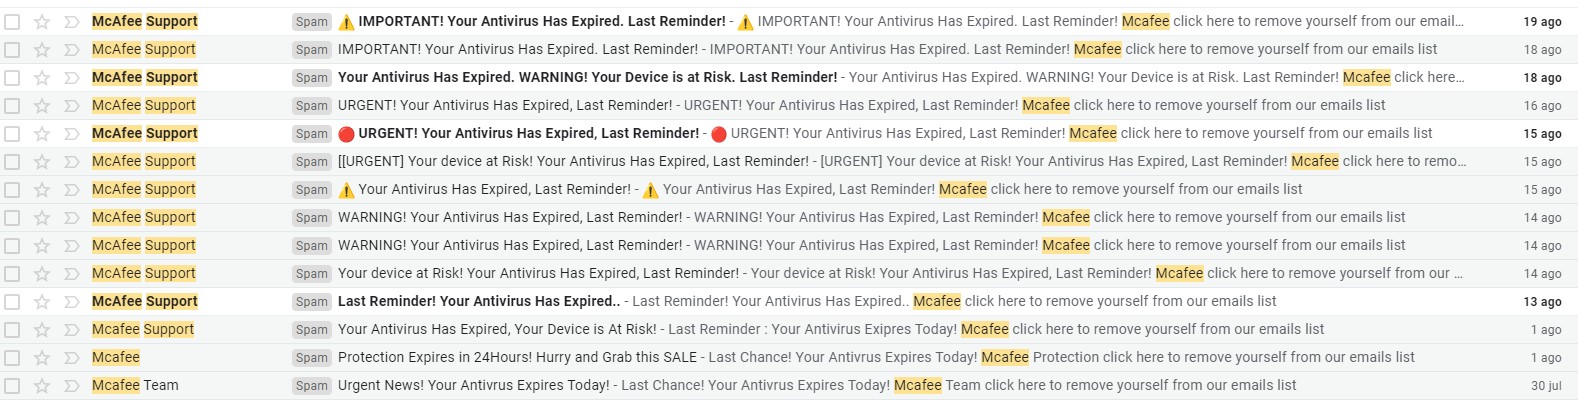 McAfee Support Spam ⚠️ IMPORTANT! Your Antivirus Has Expired. Last Reminder! - ⚠️ IMPORTANT! Your Antivirus Has Expired. Last Reminder! Mcafee click here to remove yourself from our email… 19 ago
McAfee Support Spam IMPORTANT! Your Antivirus Has Expired. Last Reminder! - IMPORTANT! Your Antivirus Has Expired. Last Reminder! Mcafee click here to remove yourself from our emails list 18 ago
McAfee Support Spam Your Antivirus Has Expired. WARNING! Your Device is at Risk. Last Reminder! - Your Antivirus Has Expired. WARNING! Your Device is at Risk. Last Reminder! Mcafee click here… 18 ago
McAfee Support Spam URGENT! Your Antivirus Has Expired, Last Reminder! - URGENT! Your Antivirus Has Expired, Last Reminder! Mcafee click here to remove yourself from our emails list 16 ago
McAfee Support Spam 🔴 URGENT! Your Antivirus Has Expired, Last Reminder! - 🔴 URGENT! Your Antivirus Has Expired, Last Reminder! Mcafee click here to remove yourself from our emails list 15 ago
McAfee Support Spam [[URGENT] Your device at Risk! Your Antivirus Has Expired, Last Reminder! - [URGENT] Your device at Risk! Your Antivirus Has Expired, Last Reminder! Mcafee click here to remo… 15 ago
McAfee Support Spam ⚠️ Your Antivirus Has Expired, Last Reminder! - ⚠️ Your Antivirus Has Expired, Last Reminder! Mcafee click here to remove yourself from our emails list 15 ago
McAfee Support Spam WARNING! Your Antivirus Has Expired, Last Reminder! - WARNING! Your Antivirus Has Expired, Last Reminder! Mcafee click here to remove yourself from our emails list 14 ago
McAfee Support Spam WARNING! Your Antivirus Has Expired, Last Reminder! - WARNING! Your Antivirus Has Expired, Last Reminder! Mcafee click here to remove yourself from our emails list 14 ago
McAfee Support Spam Your device at Risk! Your Antivirus Has Expired, Last Reminder! - Your device at Risk! Your Antivirus Has Expired, Last Reminder! Mcafee click here to remove yourself from our … 14 ago
McAfee Support Spam Last Reminder! Your Antivirus Has Expired.. - Last Reminder! Your Antivirus Has Expired.. Mcafee click here to remove yourself from our emails list 13 ago
Mcafee Support Spam Your Antivirus Has Expired, Your Device is At Risk! - Last Reminder : Your Antivirus Expires Today! Mcafee click here to remove yourself from our emails list 1 ago
Mcafee Spam Protection Expires in 24Hours! Hurry and Grab this SALE - Last Chance! Your Antivrus Expires Today! Mcafee Protection click here to remove yourself from our emails list 1 ago
Mcafee Team Spam Urgent News! Your Antivrus Expires Today! - Last Chance! Your Antivrus Expires Today! Mcafee Team click here to remove yourself from our emails list 30 jul